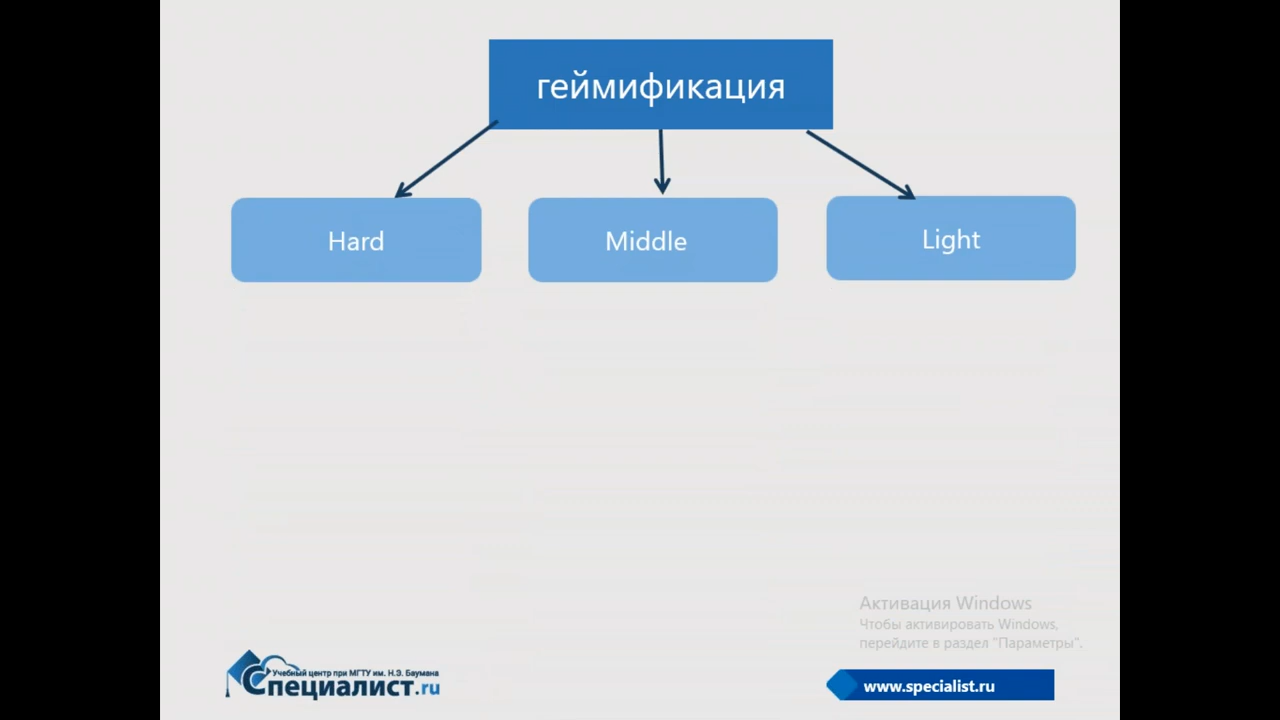 геймификация
Hard
Middle
Light
Активация Windows
Чтобы активировать Windows,
перейдите в раздел "Параметры".
Учебный центр при МГТУ им. Н.Э. Баумана
Специалист.ru
www.specialist.ru